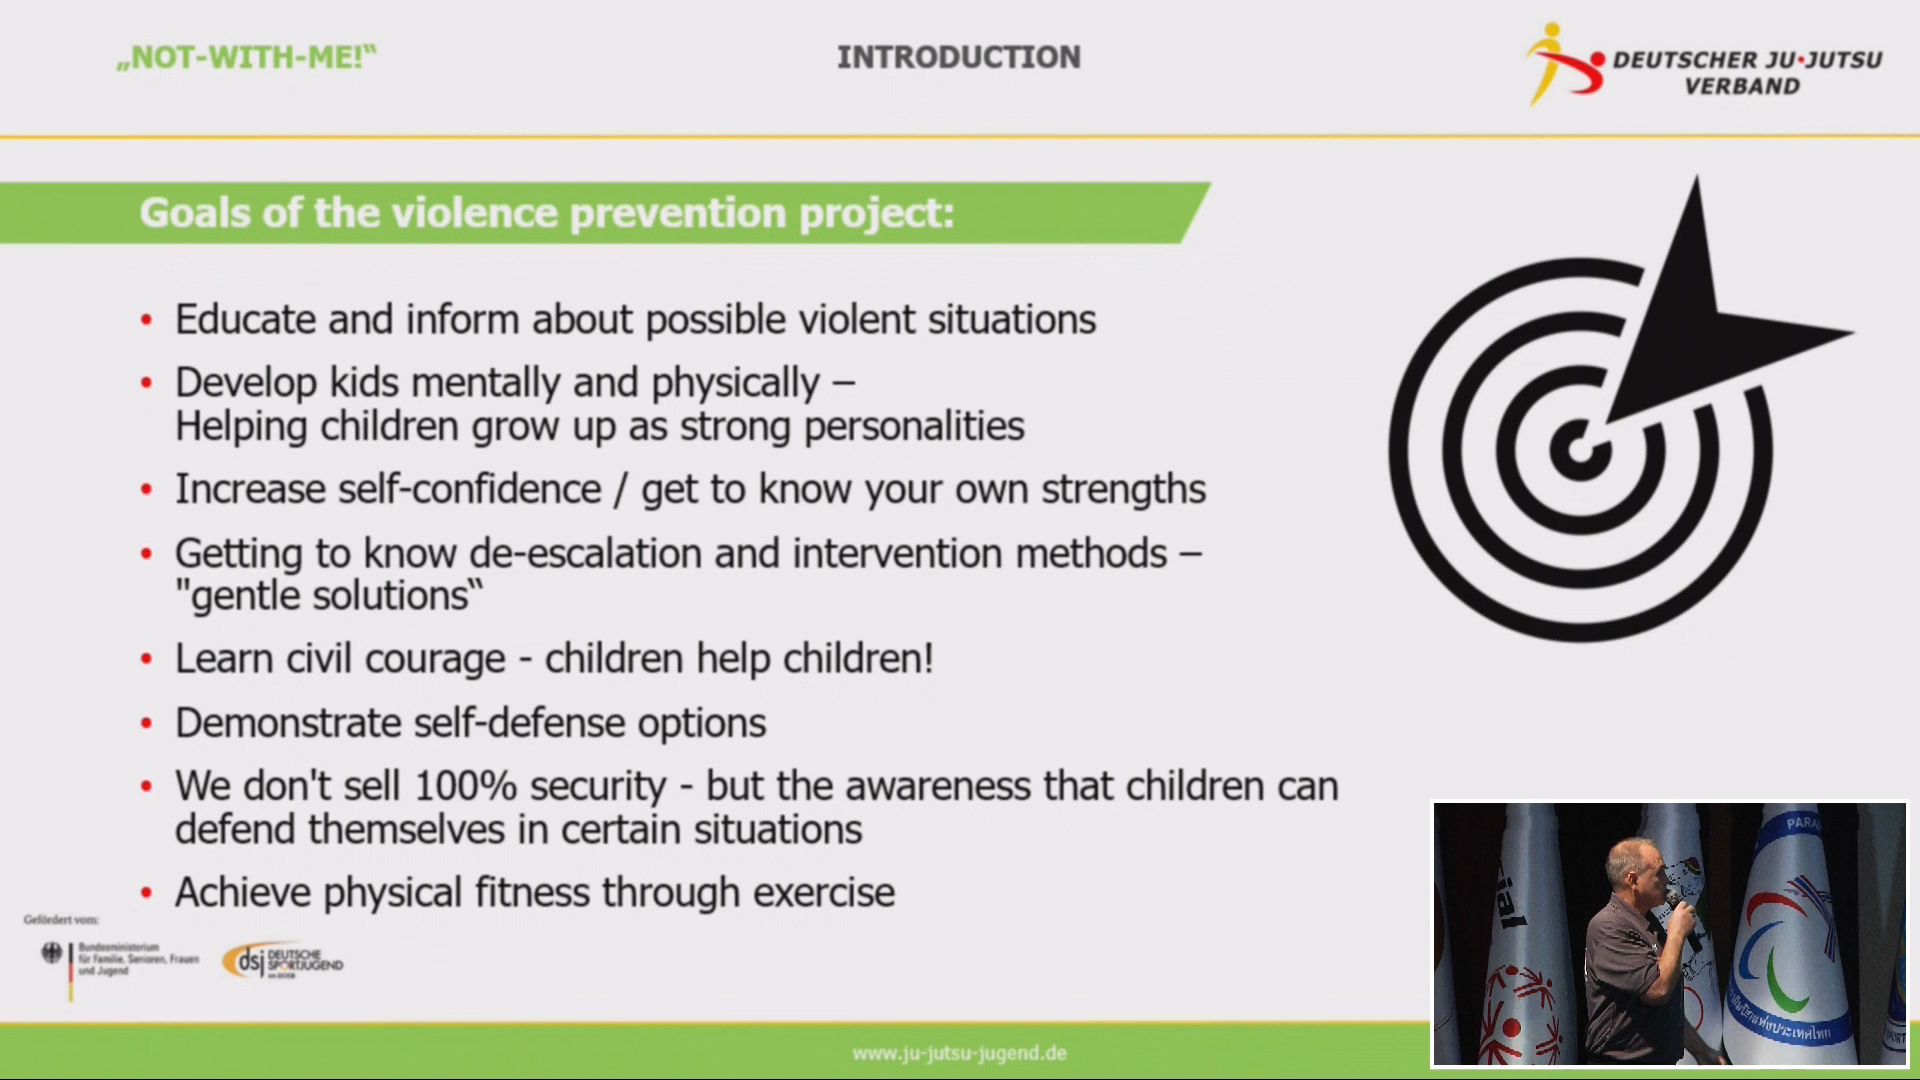 „NOT-WITH-ME!“
INTRODUCTION
DEUTSCHER JU•JUTSU
VERBAND
Goals of the violence prevention project:
• Educate and inform about possible violent situations
• Develop kids mentally and physically –
Helping children grow up as strong personalities
• Increase self-confidence / get to know your own strengths
• Getting to know de-escalation and intervention methods –
"gentle solutions“
• Learn civil courage - children help children!
• Demonstrate self-defense options
• We don't sell 100% security - but the awareness that children can
defend themselves in certain situations
• Achieve physical fitness through exercise
Gefördert vom:
Bundesministerium
für Familie, Senioren, Frauen
und Jugend
dsj DEUTSCHE
SPORTJUGEND
im DOSB
www.ju-jutsu-jugend.de